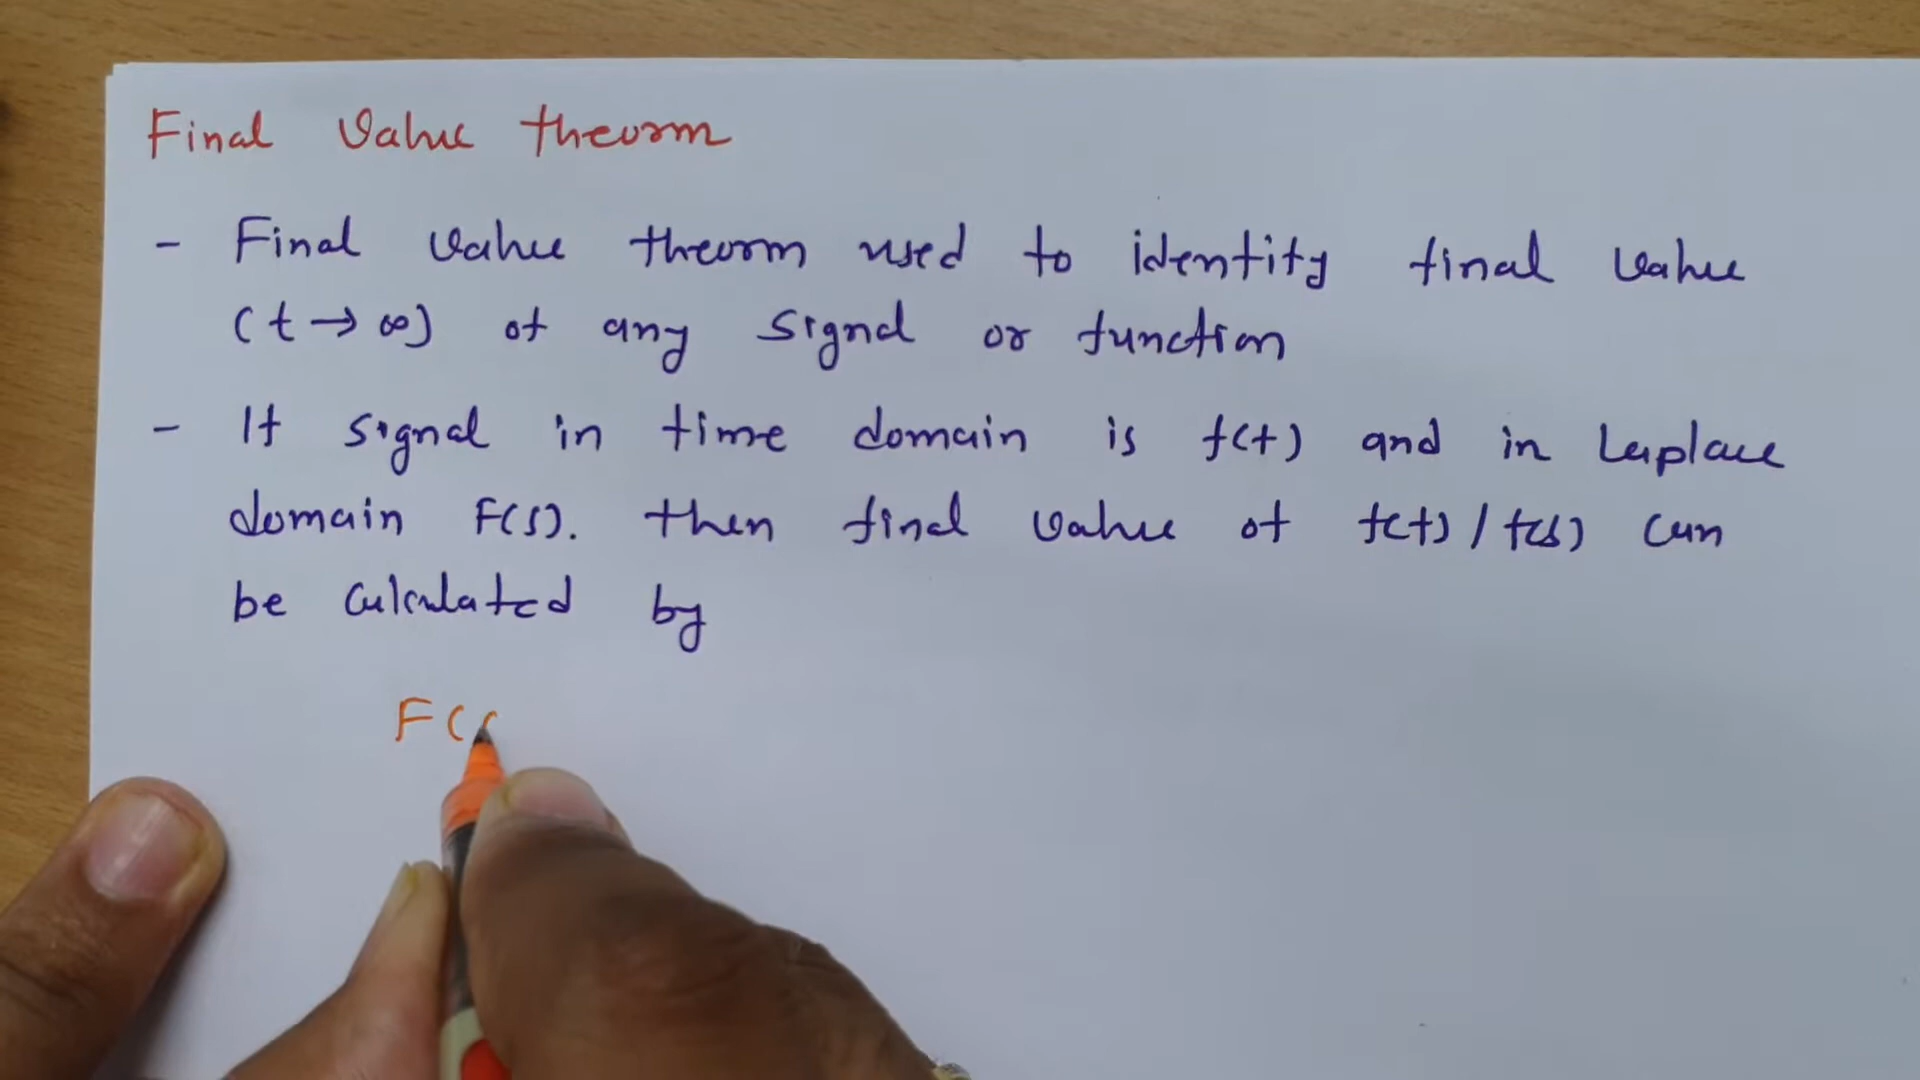 Final Value theorm
- Final value theorm used to identify final value
(t → ∞) of any signal or function
- If signal in time domain is f(t) and in Laplace
domain F(s). then final value of f(t) / f(s) can
be calculated by
F(